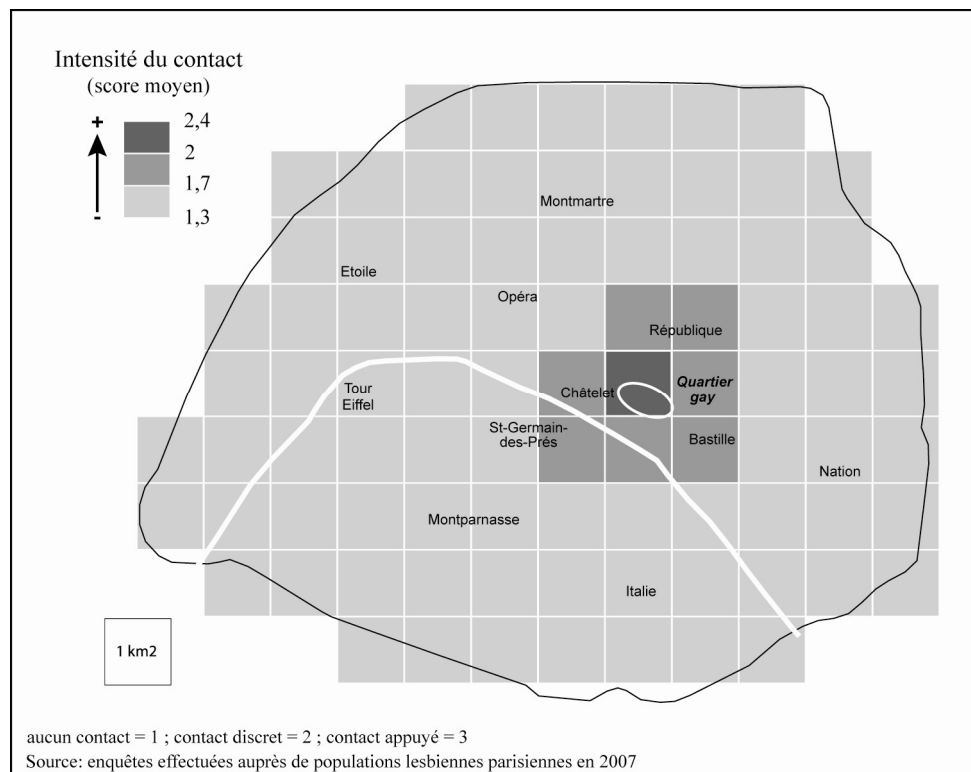 Intensité du contact
(score moyen)
+
2,4
2
1,7
-
1,3
Montmartre
Etoile
Opéra
République
Tour
Eiffel
Châtelet
Quartier
gay
St-Germain-
des-Prés
Bastille
Nation
Montparnasse
Italie
1 km2
aucun contact = 1 ; contact discret = 2 ; contact appuyé = 3
Source: enquêtes effectuées auprès de populations lesbiennes parisiennes en 2007